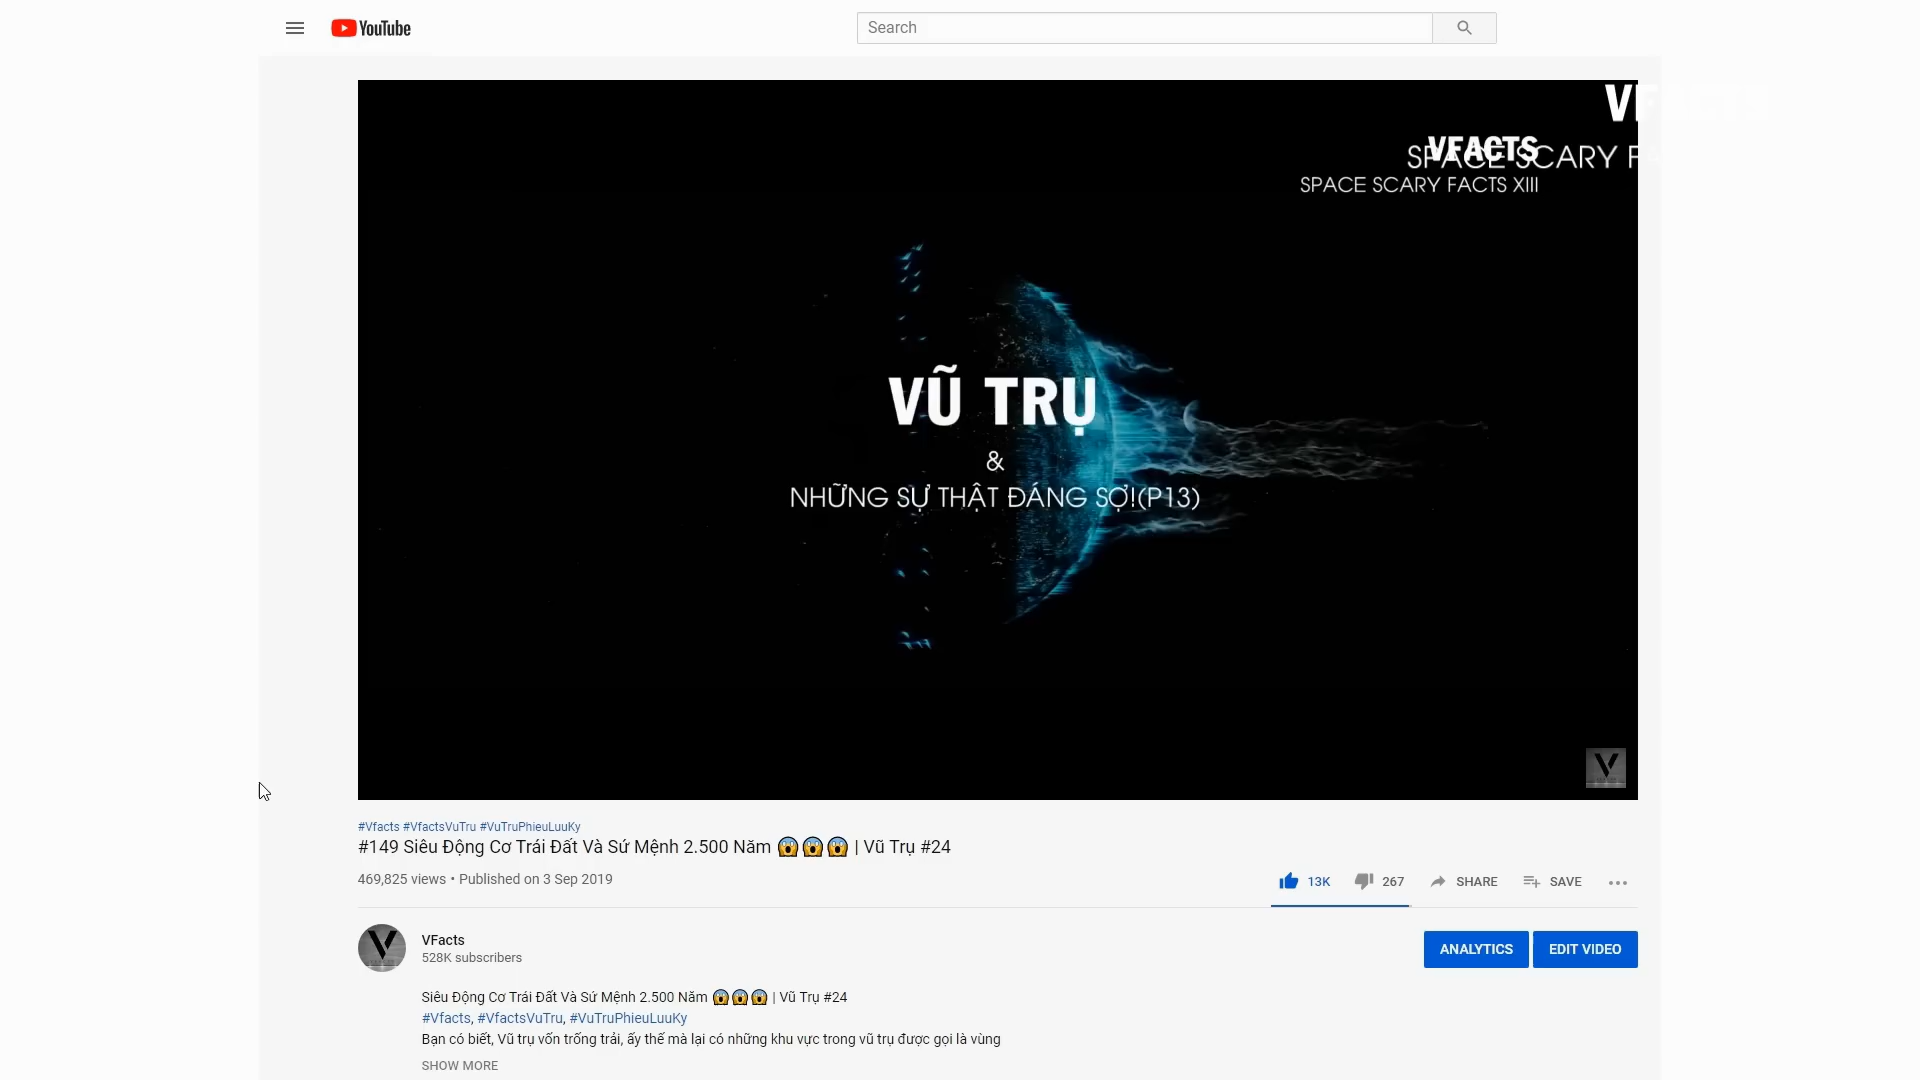 YouTube
Search
VFACTS
SPACE SCARY F
VFACTS
SPACE SCARY FACTS XIII
VŨ TRỤ
&
NHỮNG SỰ THẬT ĐÁNG SỢ!(P13)
#Vfacts #VfactsVuTru #VuTruPhieuLuuKy
#149 Siêu Động Cơ Trái Đất Và Sứ Mệnh 2.500 Năm 😱😱😱 | Vũ Trụ #24
469,825 views • Published on 3 Sep 2019
13K 267 SHARE SAVE
VFacts
528K subscribers
ANALYTICS EDIT VIDEO
Siêu Động Cơ Trái Đất Và Sứ Mệnh 2.500 Năm 😱😱😱 | Vũ Trụ #24
#Vfacts, #VfactsVuTru, #VuTruPhieuLuuKy
Bạn có biết, Vũ trụ vốn trống trải, ấy thế mà lại có những khu vực trong vũ trụ được gọi là vùng
SHOW MORE